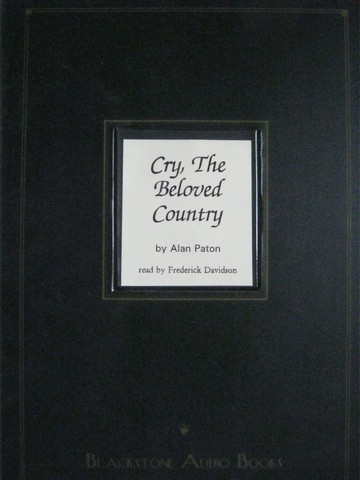 Cry, The
Beloved
Country
by Alan Paton
read by Frederick Davidson
BLACKSTONE AUDIO BOOKS